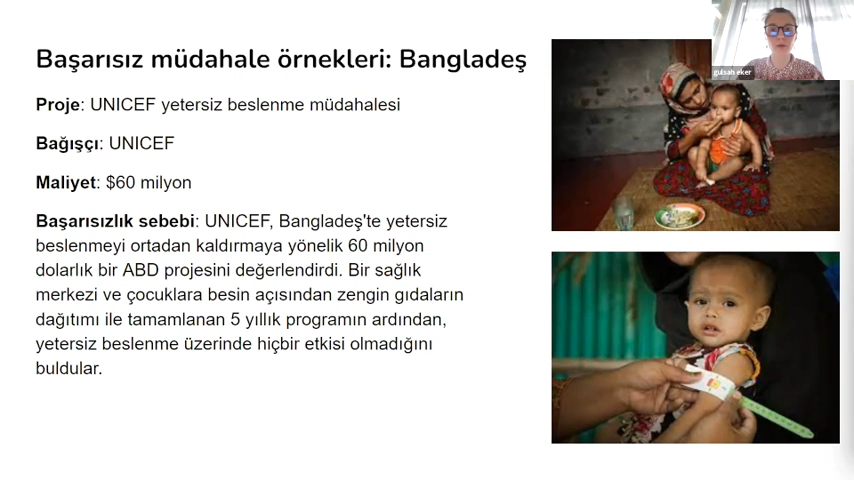 Başarısız müdahale örnekleri: Bangladeş
gulsah eker
Proje: UNICEF yetersiz beslenme müdahalesi
Bağışçı: UNICEF
Maliyet: $60 milyon
Başarısızlık sebebi: UNICEF, Bangladeş'te yetersiz
beslenmeyi ortadan kaldırmaya yönelik 60 milyon
dolarlık bir ABD projesini değerlendirdi. Bir sağlık
merkezi ve çocuklara besin açısından zengin gıdaların
dağıtımı ile tamamlanan 5 yıllık programın ardından,
yetersiz beslenme üzerinde hiçbir etkisi olmadığını
buldular.